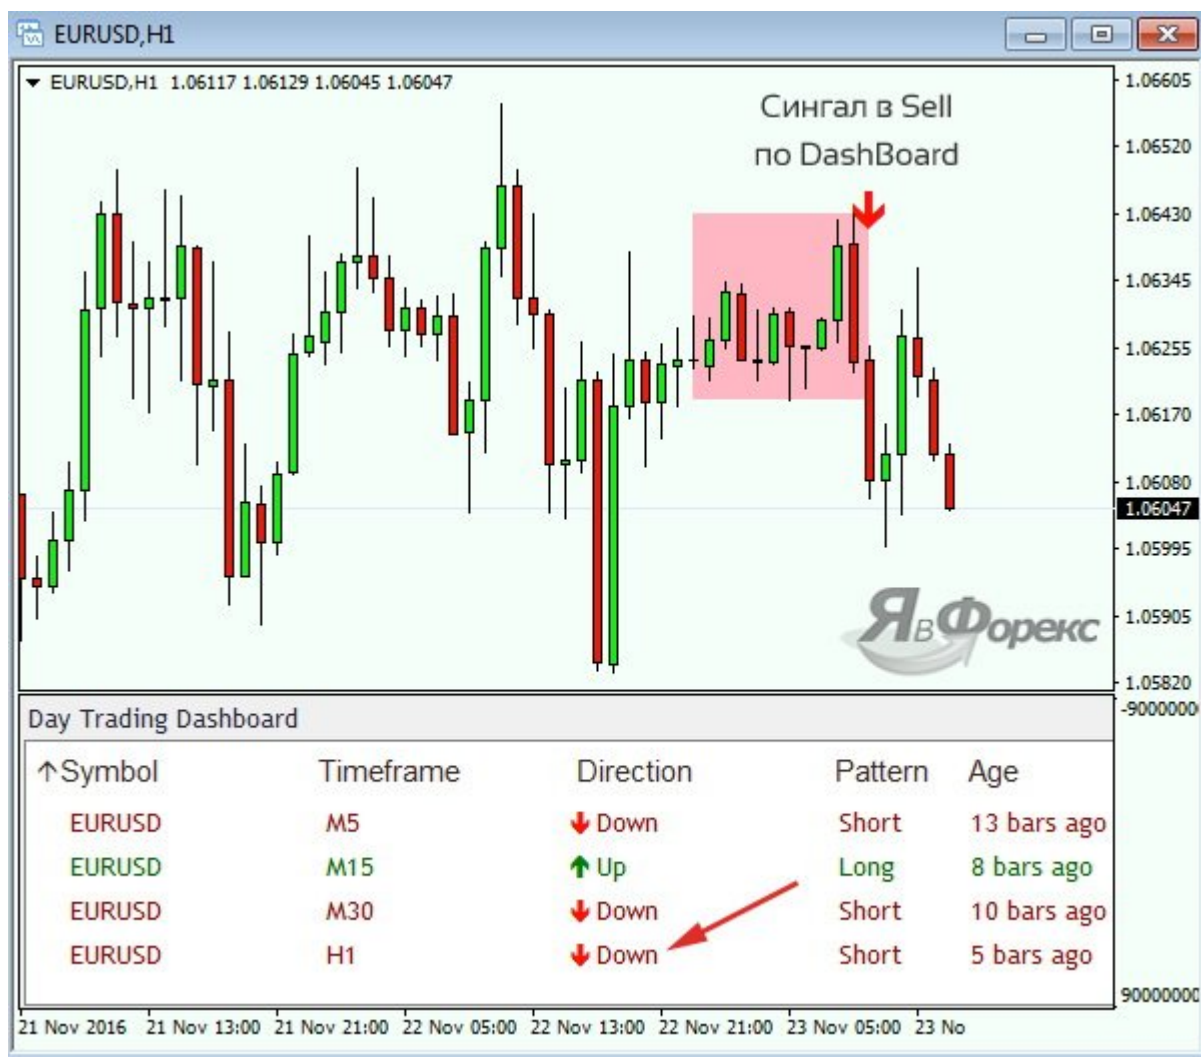 EURUSD,H1
EURUSD,H1 1.06117 1.06129 1.06045 1.06047
Сингал в Sell
по DashBoard
1.06605
1.06520
1.06430
1.06345
1.06255
1.06170
1.06080
1.06047
1.05995
1.05905
1.05820
ЯвФорекс
Day Trading Dashboard
-9000000
↑Symbol Timeframe Direction Pattern Age
EURUSD M5 Down Short 13 bars ago
EURUSD M15 Up Long 8 bars ago
EURUSD M30 Down Short 10 bars ago
EURUSD H1 Down Short 5 bars ago
90000000
21 Nov 2016 21 Nov 13:00 21 Nov 21:00 22 Nov 05:00 22 Nov 13:00 22 Nov 21:00 23 Nov 05:00 23 No